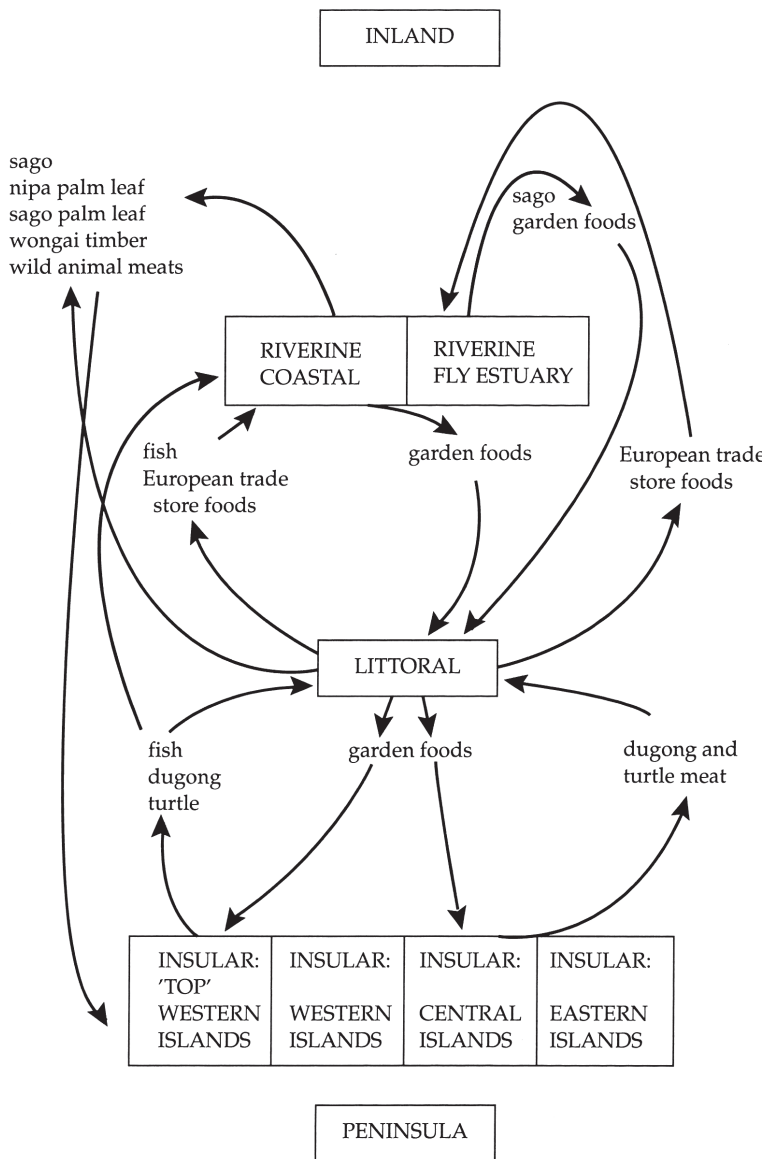 INLAND
sago
nipa palm leaf
sago palm leaf
wongai timber
wild animal meats
sago
garden foods
RIVERINE
COASTAL
RIVERINE
FLY ESTUARY
fish
European trade
store foods
garden foods
European trade
store foods
LITTORAL
fish
dugong
turtle
garden foods
dugong and
turtle meat
INSULAR:
'TOP'
WESTERN
ISLANDS
INSULAR:
WESTERN
ISLANDS
INSULAR:
CENTRAL
ISLANDS
INSULAR:
EASTERN
ISLANDS
PENINSULA